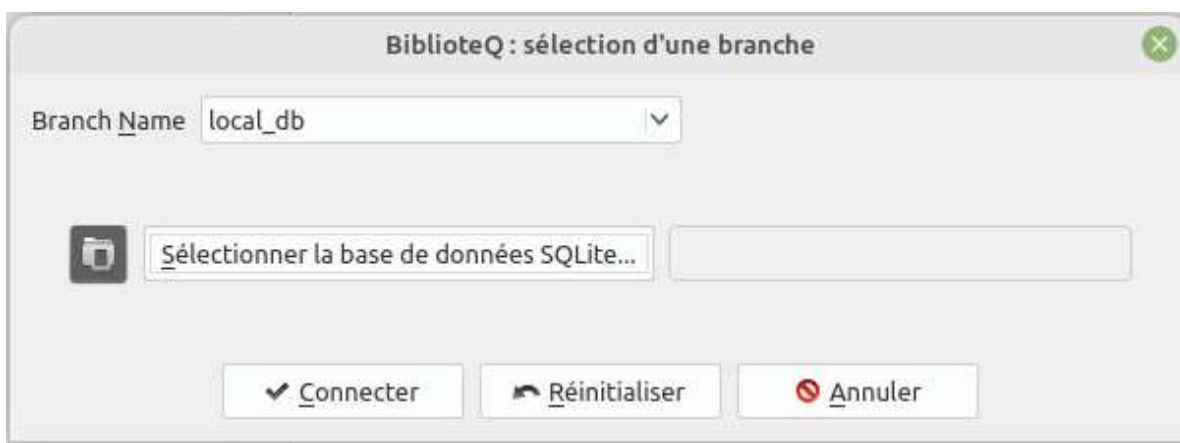 BiblioteQ : sélection d'une branche
Branch Name local_db
Sélectionner la base de données SQLite...
Connecter Réinitialiser Annuler